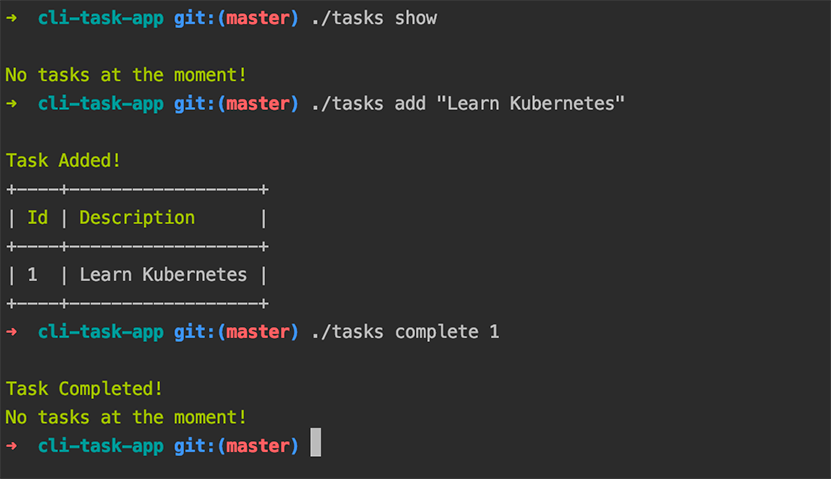 ➜  cli-task-app git:(master) ./tasks show
No tasks at the moment!
➜  cli-task-app git:(master) ./tasks add "Learn Kubernetes"
Task Added!
+----+------------------+
| Id | Description      |
+----+------------------+
| 1  | Learn Kubernetes |
+----+------------------+
➜  cli-task-app git:(master) ./tasks complete 1
Task Completed!
No tasks at the moment!
➜  cli-task-app git:(master)